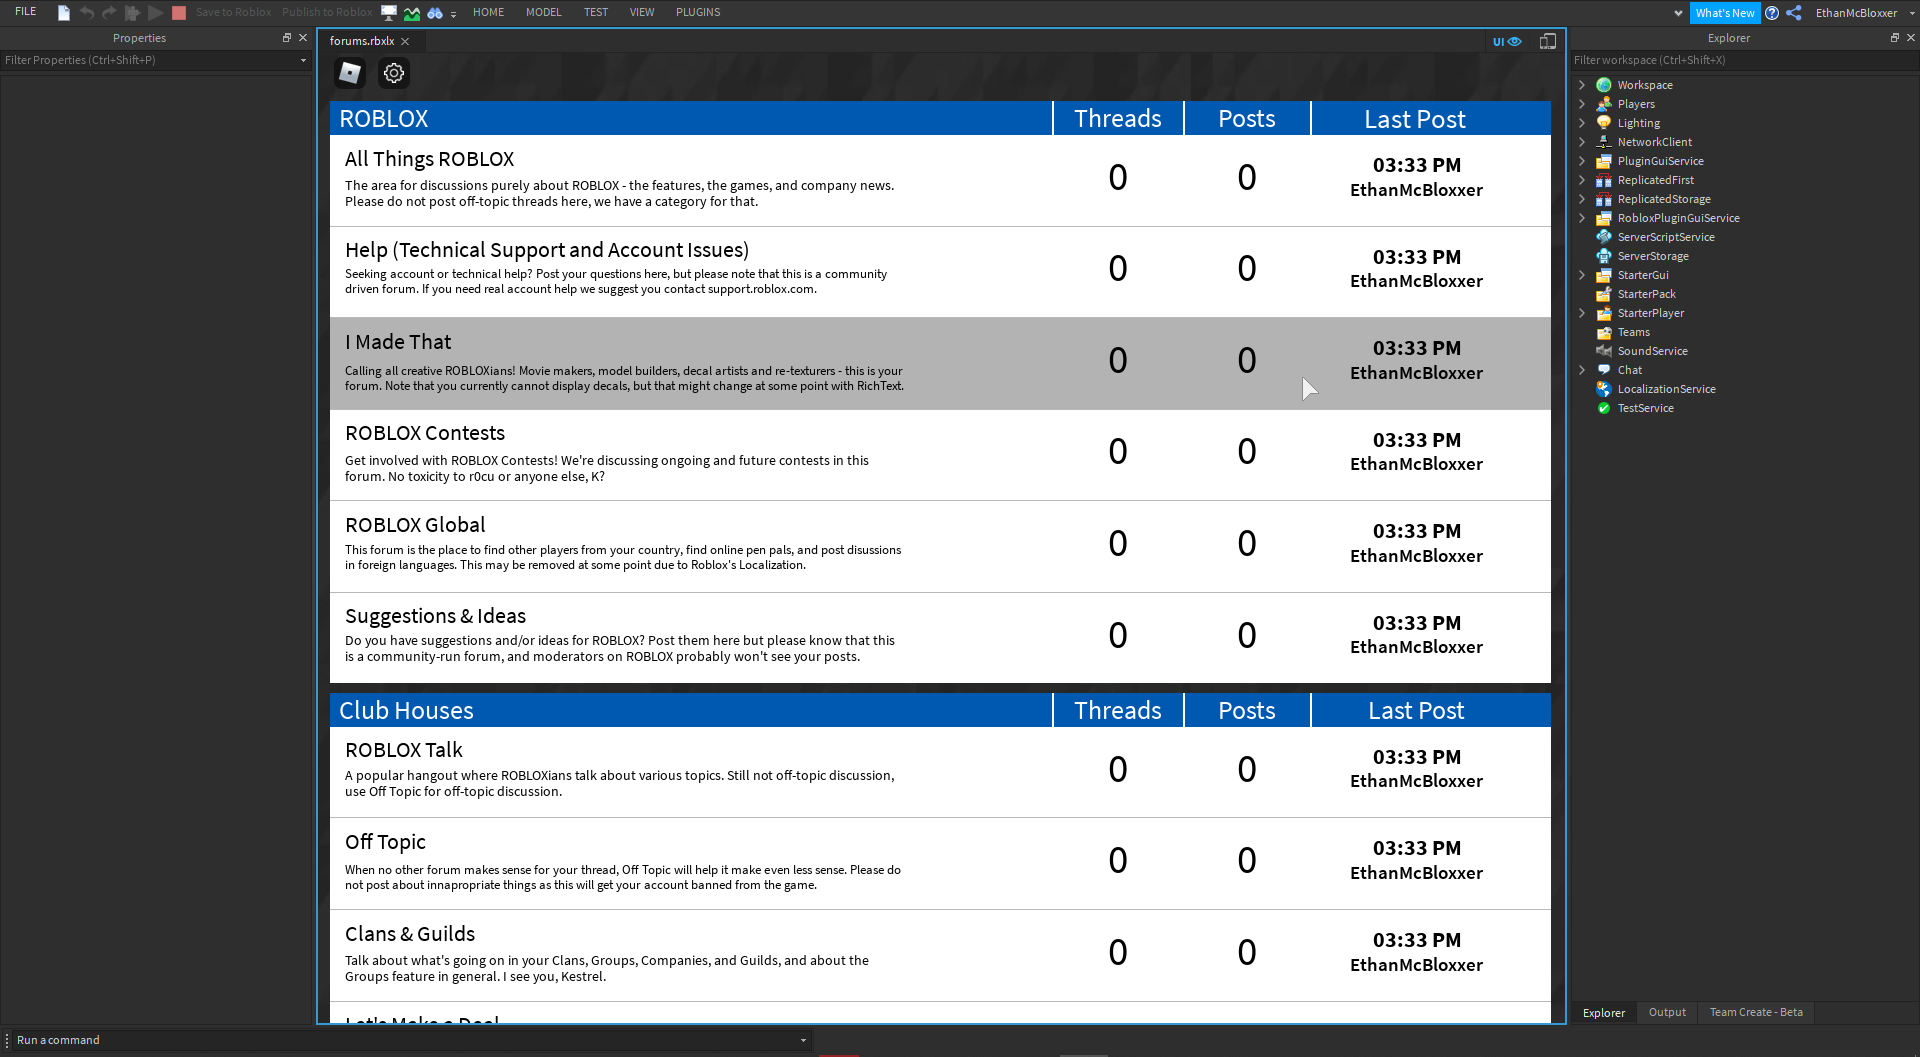 FILE Save to Roblox Publish to Roblox HOME MODEL TEST VIEW PLUGINS What's New EthanMcBloxxer
Properties
Filter Properties (Ctrl+Shift+P)
forums.rbxlx
UI
ROBLOX Threads Posts Last Post
All Things ROBLOX
The area for discussions purely about ROBLOX - the features, the games, and company news.
Please do not post off-topic threads here, we have a category for that.
0 0 03:33 PM
EthanMcBloxxer
Help (Technical Support and Account Issues)
Seeking account or technical help? Post your questions here, but please note that this is a community
driven forum. If you need real account help we suggest you contact support.roblox.com.
0 0 03:33 PM
EthanMcBloxxer
I Made That
Calling all creative ROBLOXians! Movie makers, model builders, decal artists and re-texturers - this is your
forum. Note that you currently cannot display decals, but that might change at some point with RichText.
0 0 03:33 PM
EthanMcBloxxer
ROBLOX Contests
Get involved with ROBLOX Contests! We're discussing ongoing and future contests in this
forum. No toxicity to r0cu or anyone else, K?
0 0 03:33 PM
EthanMcBloxxer
ROBLOX Global
This forum is the place to find other players from your country, find online pen pals, and post disussions
in foreign languages. This may be removed at some point due to Roblox's Localization.
0 0 03:33 PM
EthanMcBloxxer
Suggestions & Ideas
Do you have suggestions and/or ideas for ROBLOX? Post them here but please know that this
is a community-run forum, and moderators on ROBLOX probably won't see your posts.
0 0 03:33 PM
EthanMcBloxxer
Club Houses Threads Posts Last Post
ROBLOX Talk
A popular hangout where ROBLOXians talk about various topics. Still not off-topic discussion,
use Off Topic for off-topic discussion.
0 0 03:33 PM
EthanMcBloxxer
Off Topic
When no other forum makes sense for your thread, Off Topic will help it make even less sense. Please do
not post about innapropriate things as this will get your account banned from the game.
0 0 03:33 PM
EthanMcBloxxer
Clans & Guilds
Talk about what's going on in your Clans, Groups, Companies, and Guilds, and about the
Groups feature in general. I see you, Kestrel.
0 0 03:33 PM
EthanMcBloxxer
Let's Make a Deal
Explorer
Filter workspace (Ctrl+Shift+X)
Workspace
Players
Lighting
NetworkClient
PluginGuiService
ReplicatedFirst
ReplicatedStorage
RobloxPluginGuiService
ServerScriptService
ServerStorage
StarterGui
StarterPack
StarterPlayer
Teams
SoundService
Chat
LocalizationService
TestService
Explorer Output Team Create - Beta
Run a command